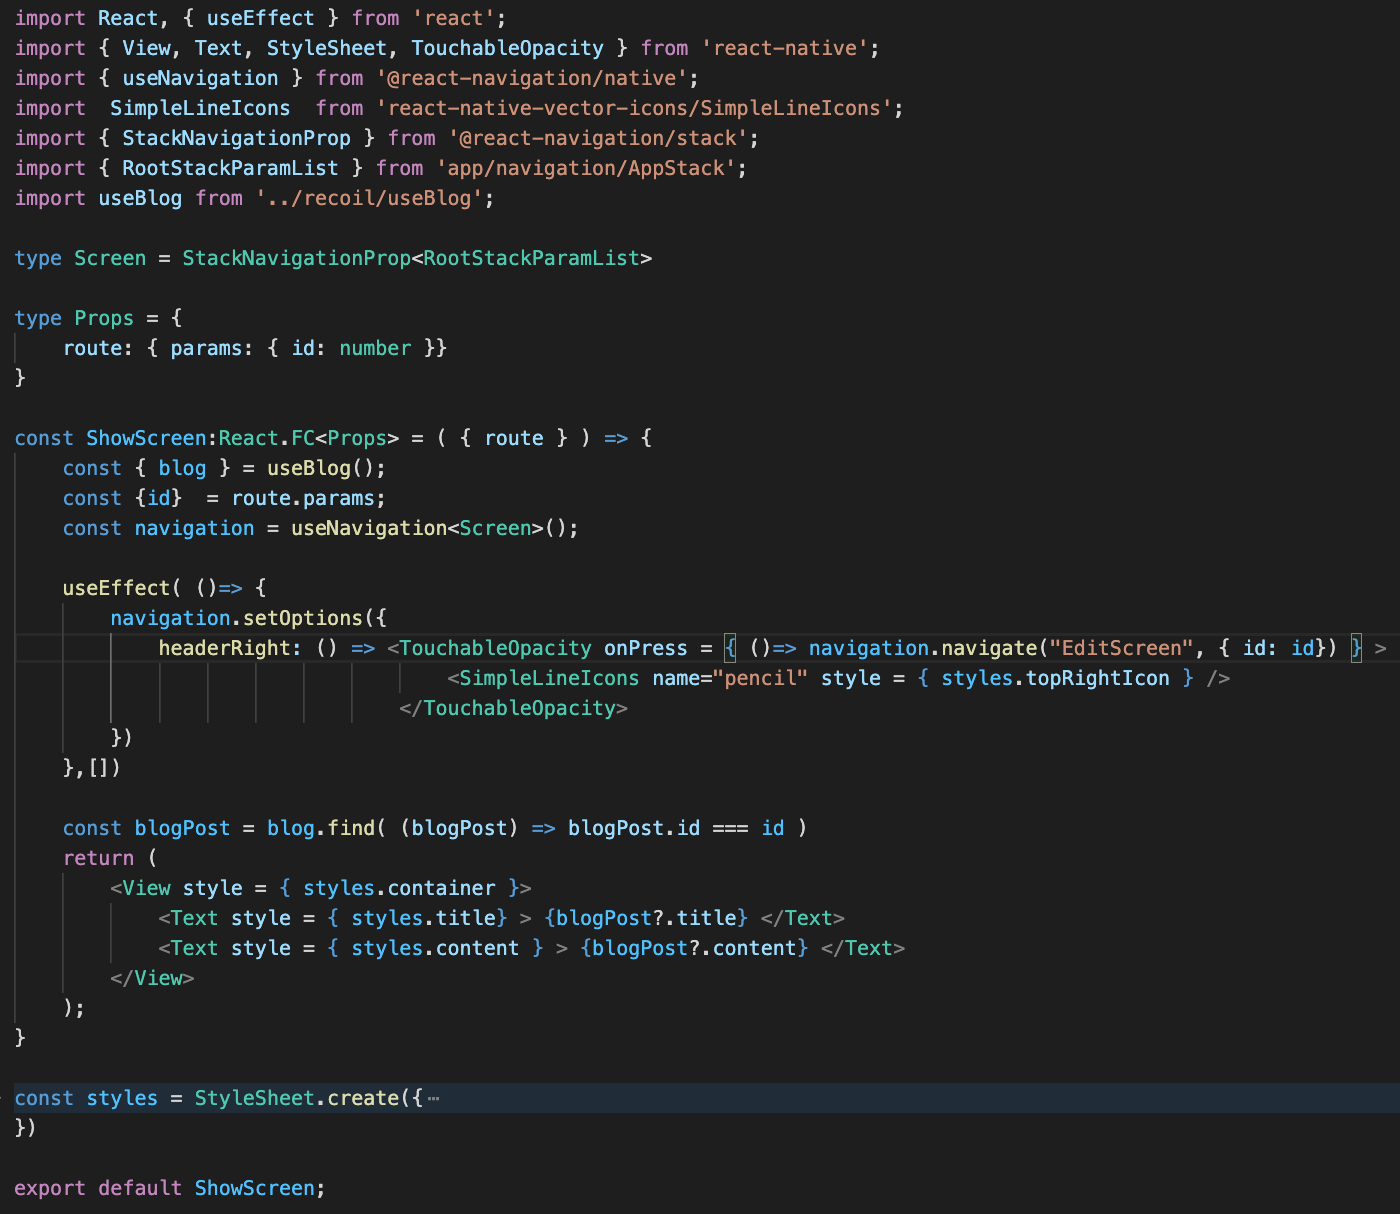 import React, { useEffect } from 'react';
import { View, Text, StyleSheet, TouchableOpacity } from 'react-native';
import { useNavigation } from '@react-navigation/native';
import  SimpleLineIcons  from 'react-native-vector-icons/SimpleLineIcons';
import { StackNavigationProp } from '@react-navigation/stack';
import { RootStackParamList } from 'app/navigation/AppStack';
import useBlog from '../recoil/useBlog';

type Screen = StackNavigationProp<RootStackParamList>

type Props = {
    route: { params: { id: number }}
}

const ShowScreen:React.FC<Props> = ( { route } ) => {
    const { blog } = useBlog();
    const {id}  = route.params;
    const navigation = useNavigation<Screen>();

    useEffect( ()=> {
        navigation.setOptions({
            headerRight: () => <TouchableOpacity onPress = { ()=> navigation.navigate("EditScreen", { id: id}) } >
                                    <SimpleLineIcons name="pencil" style = { styles.topRightIcon } />
                                </TouchableOpacity>
        })
    },[])

    const blogPost = blog.find( (blogPost) => blogPost.id === id )
    return (
        <View style = { styles.container }>
            <Text style = { styles.title} > {blogPost?.title} </Text>
            <Text style = { styles.content } > {blogPost?.content} </Text>
        </View>
    );
}

const styles = StyleSheet.create({⋯
})

export default ShowScreen;